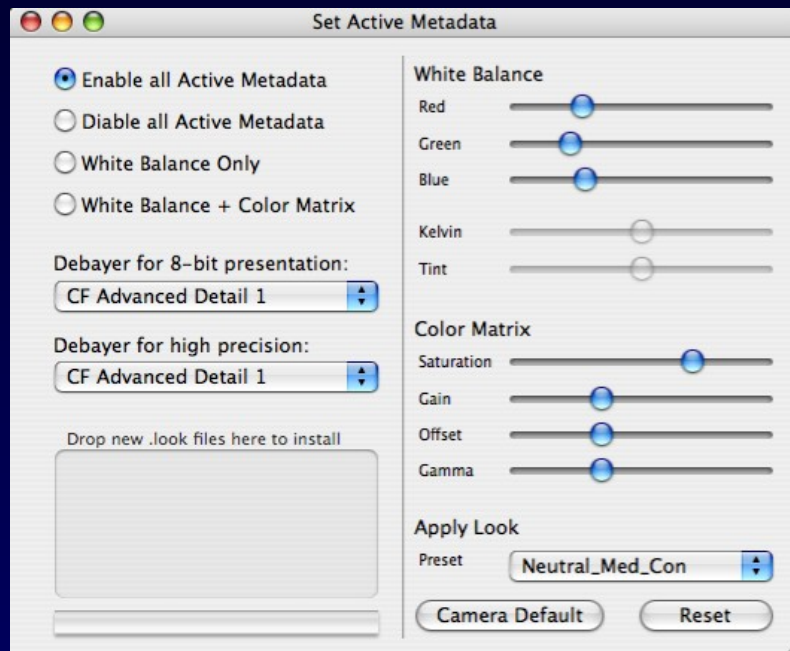 Set Active Metadata
Enable all Active Metadata
Diable all Active Metadata
White Balance Only
White Balance + Color Matrix
Debayer for 8-bit presentation:
CF Advanced Detail 1
Debayer for high precision:
CF Advanced Detail 1
Drop new .look files here to install
White Balance
Red
Green
Blue
Kelvin
Tint
Color Matrix
Saturation
Gain
Offset
Gamma
Apply Look
Preset
Neutral_Med_Con
Camera Default
Reset